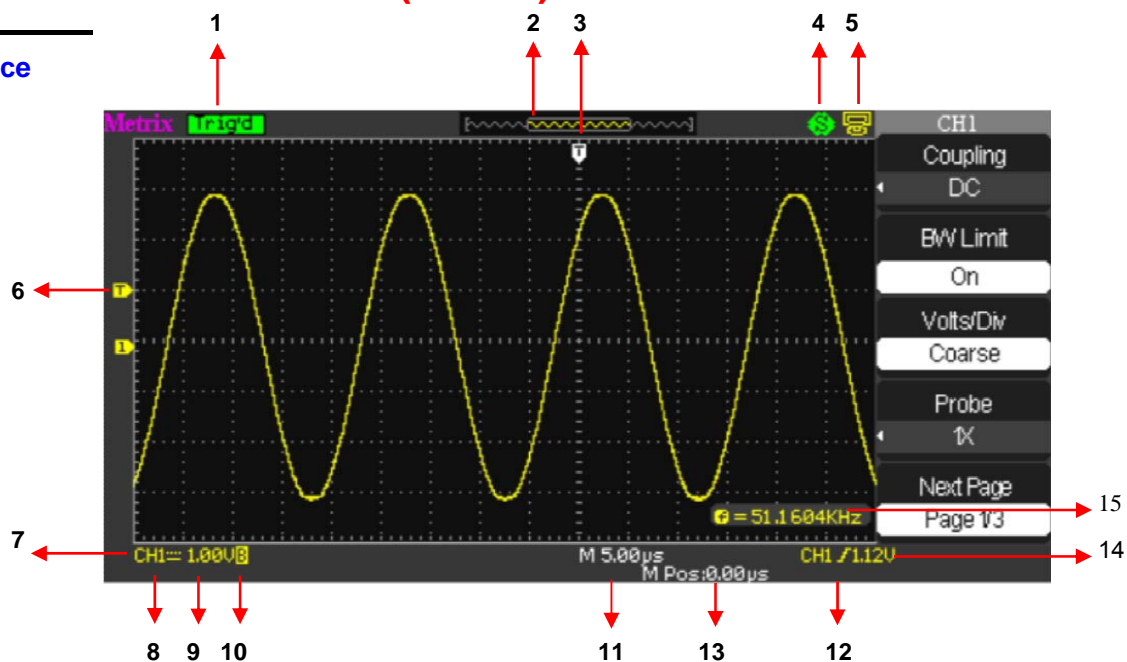 1 2 3 4 5
ce
Metrix Trig'd S CH1
T
Coupling
DC
BW Limit
On
6
T
Volts/Div
1
Coarse
Probe
1X
Next Page
f = 51.1604KHz
15
Page 1/3
7
CH1 1.00V B M 5.00µs CH1 1.12V
14
M Pos:0.00µs
8 9 10 11 13 12